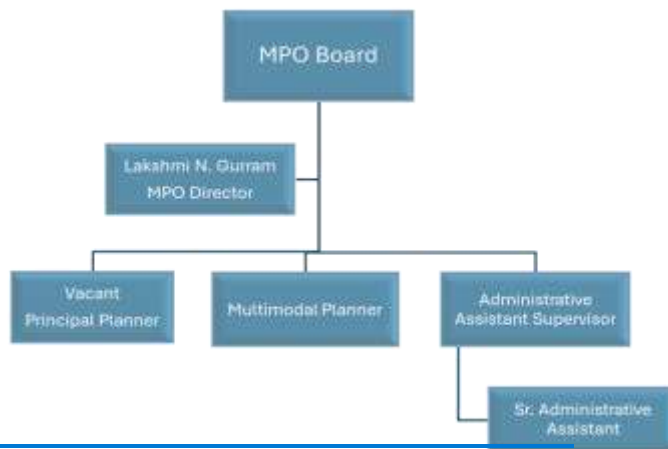 MPO Board
Lakshmi N. Gurram
MPO Director
Vacant
Principal Planner
Multimodal Planner
Administrative
Assistant Supervisor
Sr. Administrative
Assistant